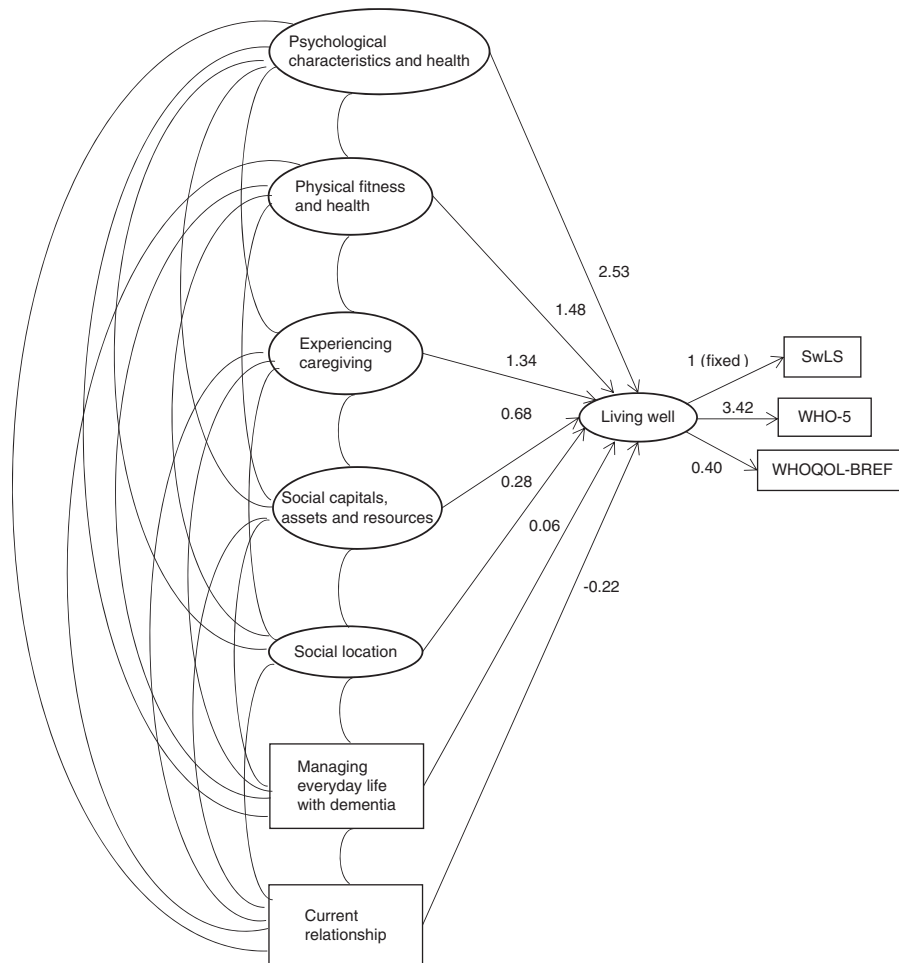 Psychological
characteristics and health
Physical fitness
and health
2.53
1.48
Experiencing
caregiving
1.34
1 (fixed)
SwLS
0.68
Living well
3.42
WHO-5
0.40
WHOQOL-BREF
0.28
Social capitals,
assets and resources
0.06
-0.22
Social location
Managing
everyday life
with dementia
Current
relationship